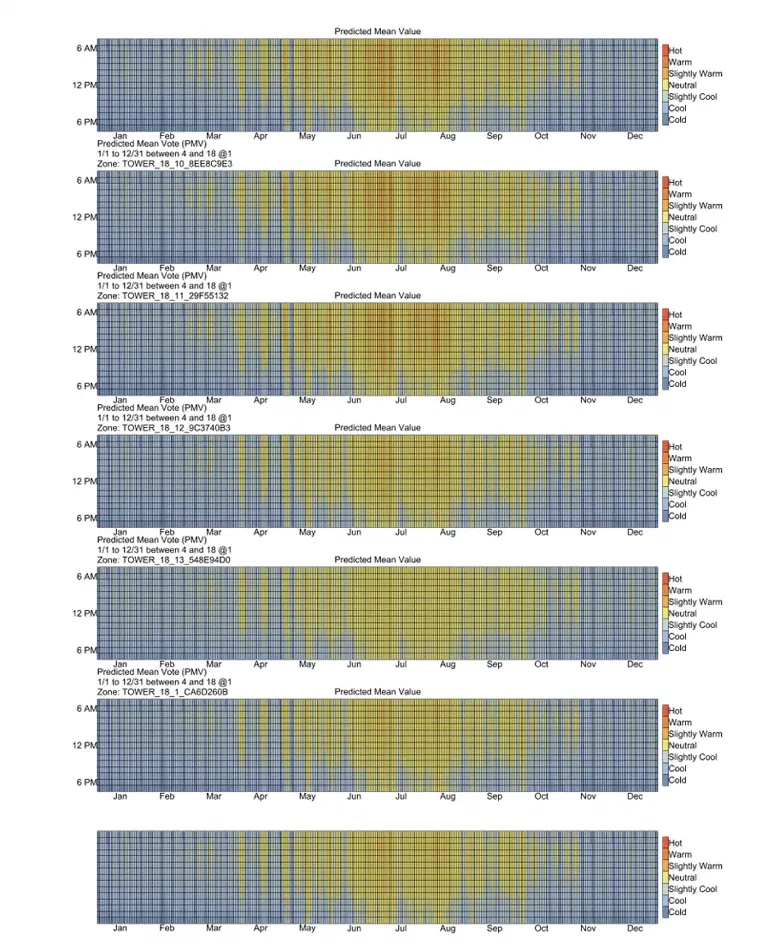 Predicted Mean Value
6 AM
12 PM
6 PM
Hot
Warm
Slightly Warm
Neutral
Slightly Cool
Cool
Cold
Jan Feb Mar Apr May Jun Jul Aug Sep Oct Nov Dec
Predicted Mean Vote (PMV)
1/1 to 12/31 between 4 and 18 @1
Zone: TOWER_18_10_8EE8C9E3
Predicted Mean Value
6 AM
12 PM
6 PM
Hot
Warm
Slightly Warm
Neutral
Slightly Cool
Cool
Cold
Jan Feb Mar Apr May Jun Jul Aug Sep Oct Nov Dec
Predicted Mean Vote (PMV)
1/1 to 12/31 between 4 and 18 @1
Zone: TOWER_18_11_29F55132
Predicted Mean Value
6 AM
12 PM
6 PM
Hot
Warm
Slightly Warm
Neutral
Slightly Cool
Cool
Cold
Jan Feb Mar Apr May Jun Jul Aug Sep Oct Nov Dec
Predicted Mean Vote (PMV)
1/1 to 12/31 between 4 and 18 @1
Zone: TOWER_18_12_9C3740B3
Predicted Mean Value
6 AM
12 PM
6 PM
Hot
Warm
Slightly Warm
Neutral
Slightly Cool
Cool
Cold
Jan Feb Mar Apr May Jun Jul Aug Sep Oct Nov Dec
Predicted Mean Vote (PMV)
1/1 to 12/31 between 4 and 18 @1
Zone: TOWER_18_13_548E94D0
Predicted Mean Value
6 AM
12 PM
6 PM
Hot
Warm
Slightly Warm
Neutral
Slightly Cool
Cool
Cold
Jan Feb Mar Apr May Jun Jul Aug Sep Oct Nov Dec
Predicted Mean Vote (PMV)
1/1 to 12/31 between 4 and 18 @1
Zone: TOWER_18_1_CA6D260B
Predicted Mean Value
6 AM
12 PM
6 PM
Hot
Warm
Slightly Warm
Neutral
Slightly Cool
Cool
Cold
Jan Feb Mar Apr May Jun Jul Aug Sep Oct Nov Dec
Hot
Warm
Slightly Warm
Neutral
Slightly Cool
Cool
Cold
Jan Feb Mar Apr May Jun Jul Aug Sep Oct Nov Dec